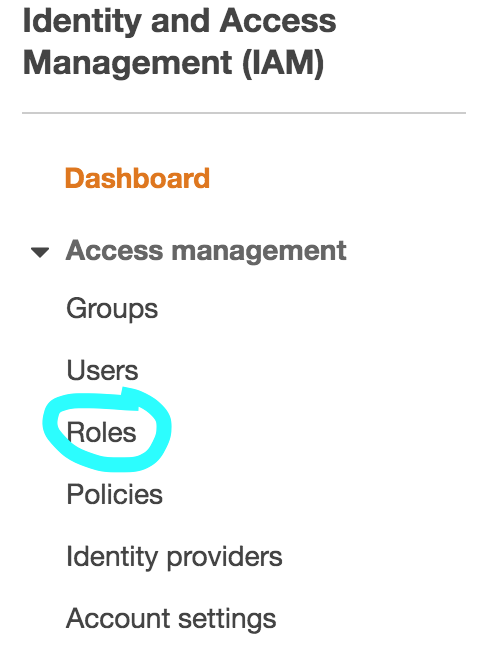 Identity and Access
Management (IAM)
Dashboard
Access management
Groups
Users
Roles
Policies
Identity providers
Account settings